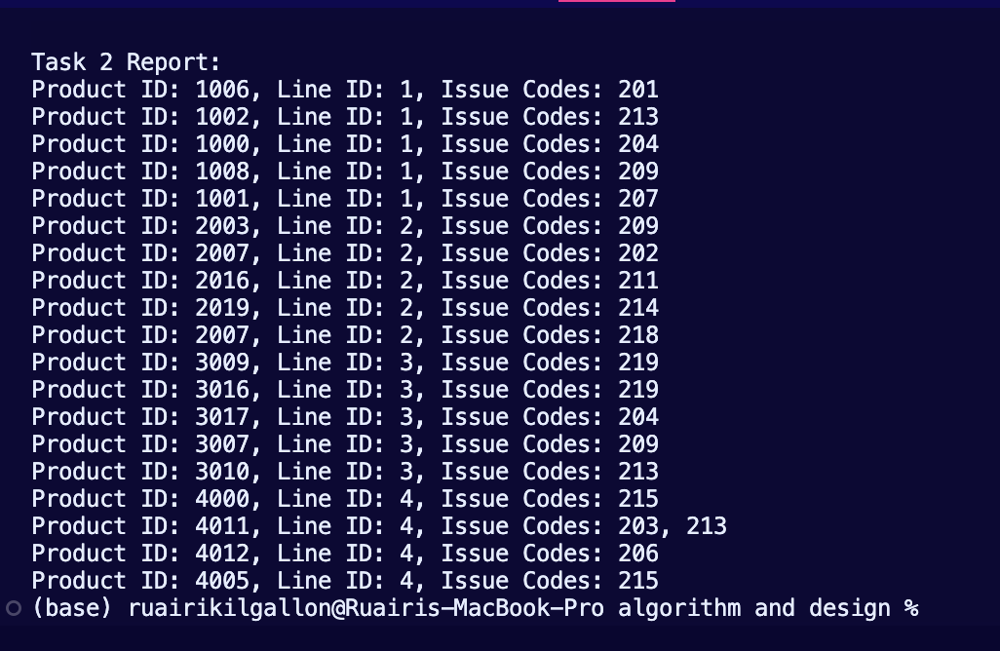 Task 2 Report:
Product ID: 1006, Line ID: 1, Issue Codes: 201
Product ID: 1002, Line ID: 1, Issue Codes: 213
Product ID: 1000, Line ID: 1, Issue Codes: 204
Product ID: 1008, Line ID: 1, Issue Codes: 209
Product ID: 1001, Line ID: 1, Issue Codes: 207
Product ID: 2003, Line ID: 2, Issue Codes: 209
Product ID: 2007, Line ID: 2, Issue Codes: 202
Product ID: 2016, Line ID: 2, Issue Codes: 211
Product ID: 2019, Line ID: 2, Issue Codes: 214
Product ID: 2007, Line ID: 2, Issue Codes: 218
Product ID: 3009, Line ID: 3, Issue Codes: 219
Product ID: 3016, Line ID: 3, Issue Codes: 219
Product ID: 3017, Line ID: 3, Issue Codes: 204
Product ID: 3007, Line ID: 3, Issue Codes: 209
Product ID: 3010, Line ID: 3, Issue Codes: 213
Product ID: 4000, Line ID: 4, Issue Codes: 215
Product ID: 4011, Line ID: 4, Issue Codes: 203, 213
Product ID: 4012, Line ID: 4, Issue Codes: 206
Product ID: 4005, Line ID: 4, Issue Codes: 215
(base) ruairikilgallon@Ruairis-MacBook-Pro algorithm and design %